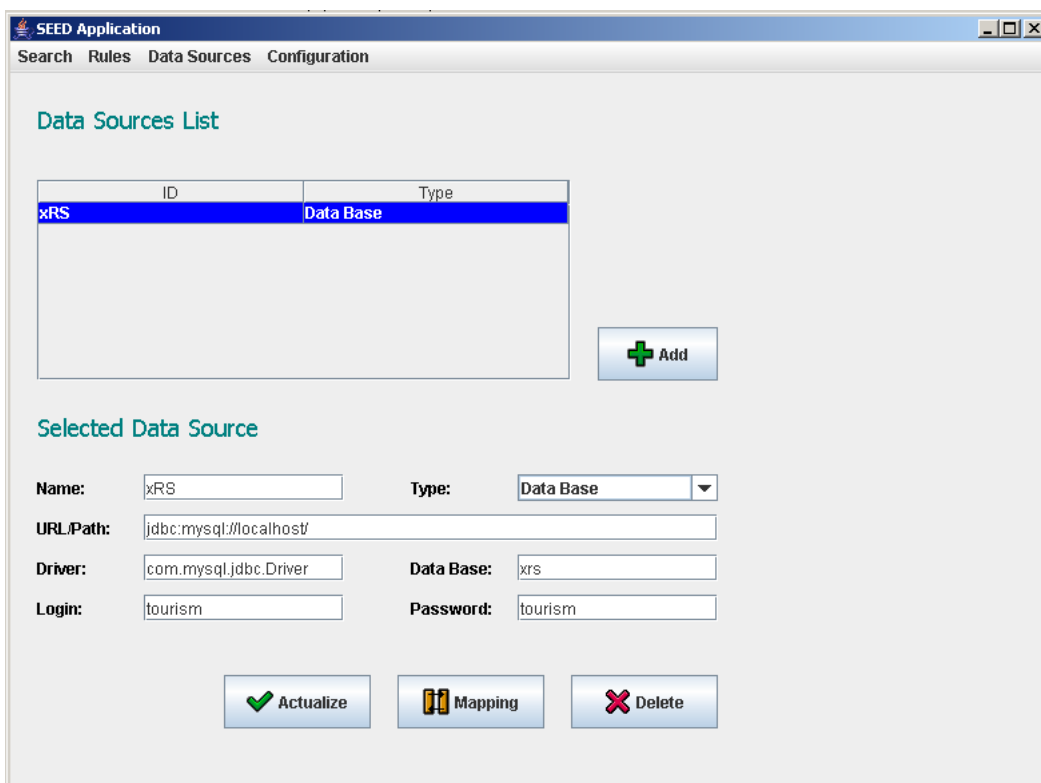 SEED Application
Search Rules Data Sources Configuration
Data Sources List
ID Type
xRS Data Base
Add
Selected Data Source
Name: xRS Type: Data Base
URL/Path: jdbc:mysql://localhost/
Driver: com.mysql.jdbc.Driver Data Base: xrs
Login: tourism Password: tourism
Actualize Mapping Delete